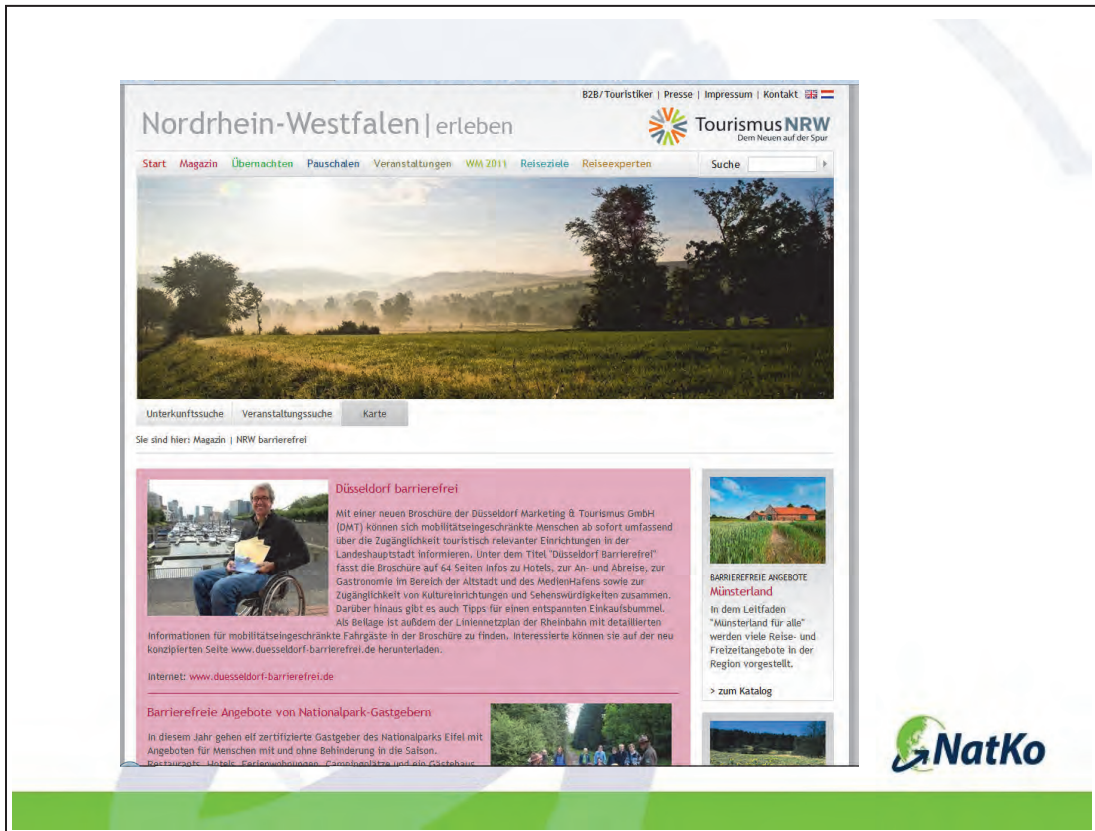 B2B/Touristiker | Presse | Impressum | Kontakt
Nordrhein-Westfalen | erleben
Tourismus NRW
Dem Neuen auf der Spur
Start Magazin Übernachten Pauschalen Veranstaltungen WM 2011 Reiseziele Reiseexperten Suche
Unterkunftssuche Veranstaltungssuche Karte
Sie sind hier: Magazin | NRW barrierefrei
Düsseldorf barrierefrei
Mit einer neuen Broschüre der Düsseldorf Marketing & Tourismus GmbH
(DMT) können sich mobilitätseingeschränkte Menschen ab sofort umfassend
über die Zugänglichkeit touristisch relevanter Einrichtungen in der
Landeshauptstadt informieren. Unter dem Titel "Düsseldorf Barrierefrei"
fasst die Broschüre auf 64 Seiten Infos zu Hotels, zur An- und Abreise, zur
Gastronomie im Bereich der Altstadt und des MedienHafens sowie zur
Zugänglichkeit von Kultureinrichtungen und Sehenswürdigkeiten zusammen.
Darüber hinaus gibt es auch Tipps für einen entspannten Einkaufsbummel.
Als Beilage ist außdem der Liniennetzplan der Rheinbahn mit detaillierten
Informationen für mobilitätseingeschränkte Fahrgäste in der Broschüre zu finden. Interessierte können sie auf der neu
konzipierten Seite www.duesseldorf-barrierefrei.de herunterladen.
Internet: www.duesseldorf-barrierefrei.de
Barrierefreie Angebote von Nationalpark-Gastgebern
In diesem Jahr gehen elf zertifizierte Gastgeber des Nationalparks Eifel mit
Angeboten für Menschen mit und ohne Behinderung in die Saison.
Restaurants, Hotels, Ferienwohnungen, Campingplätze und ein Gästehaus
BARRIEREFREIE ANGEBOTE
Münsterland
In dem Leitfaden
"Münsterland für alle"
werden viele Reise- und
Freizeitangebote in der
Region vorgestellt.
> zum Katalog
NatKo